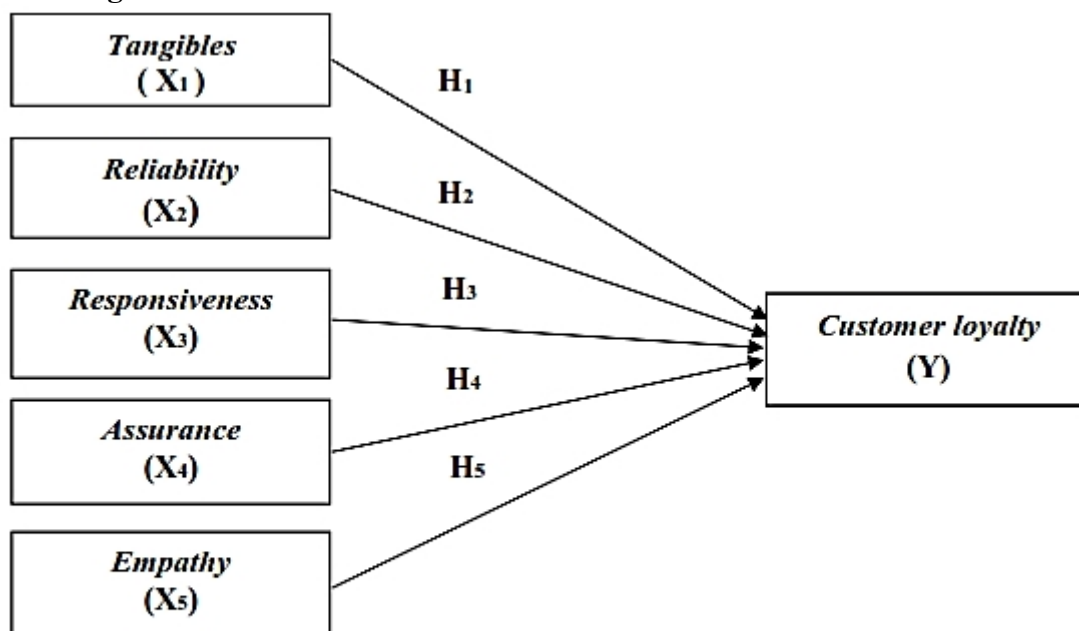 Tangibles
( X1 )
H1
Reliability
(X2)
H2
Responsiveness
(X3)
H3
Assurance
(X4)
H4
Empathy
(X5)
H5
Customer loyalty
(Y)